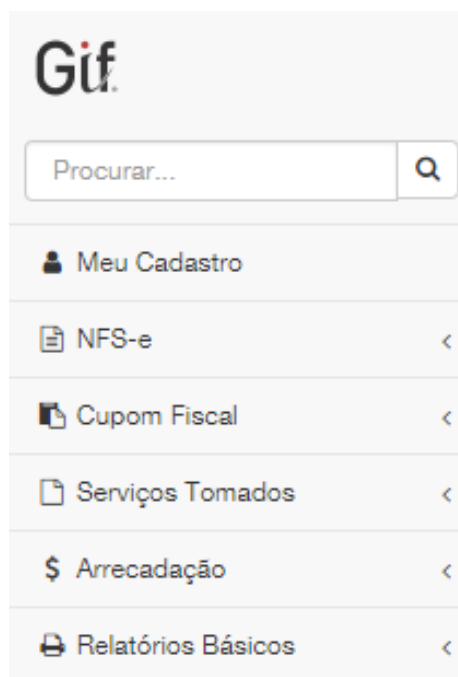 Gif
Procurar...
Meu Cadastro
NFS-e
Cupom Fiscal
Serviços Tomados
$ Arrecadação
Relatórios Básicos